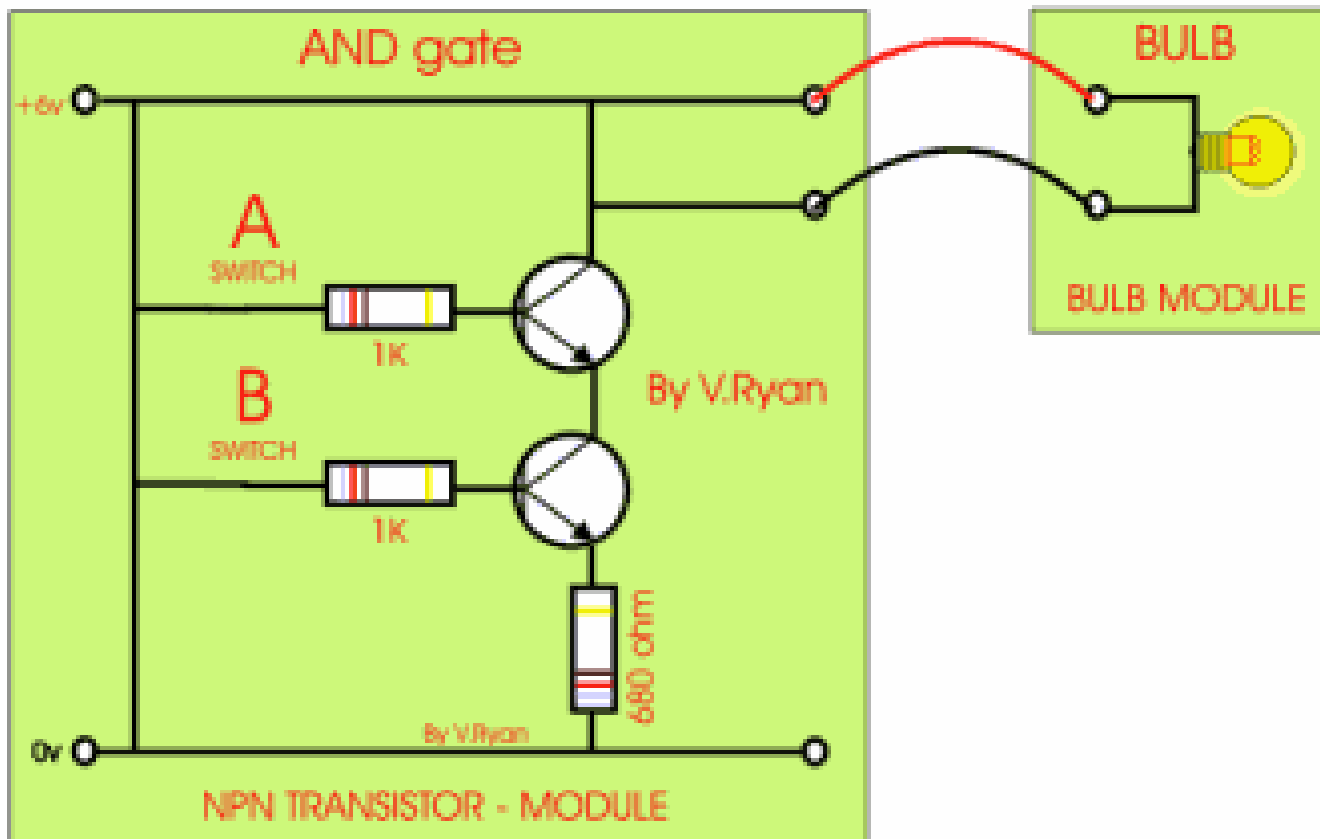 AND gate
BULB
+6v
A
SWITCH
1K
BULB MODULE
B
By V.Ryan
SWITCH
1K
680 ohm
0v
By V.Ryan
NPN TRANSISTOR - MODULE